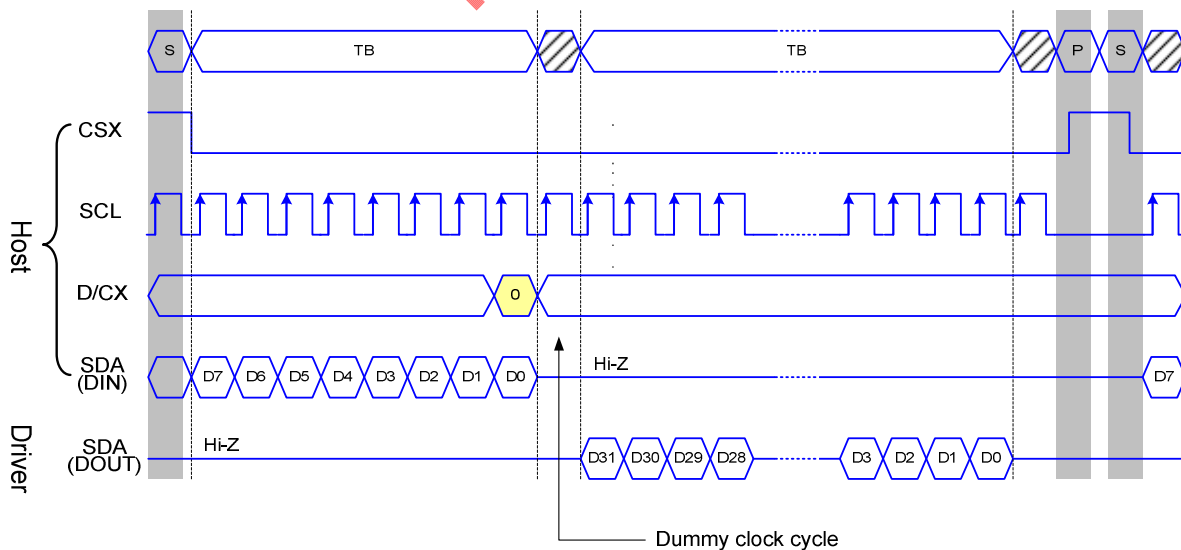 S TB TB P S
CSX
SCL
D/CX 0
SDA
(DIN) D7 D6 D5 D4 D3 D2 D1 D0 Hi-Z D7
SDA
(DOUT) Hi-Z D31 D30 D29 D28 D3 D2 D1 D0
Host
Driver
Dummy clock cycle